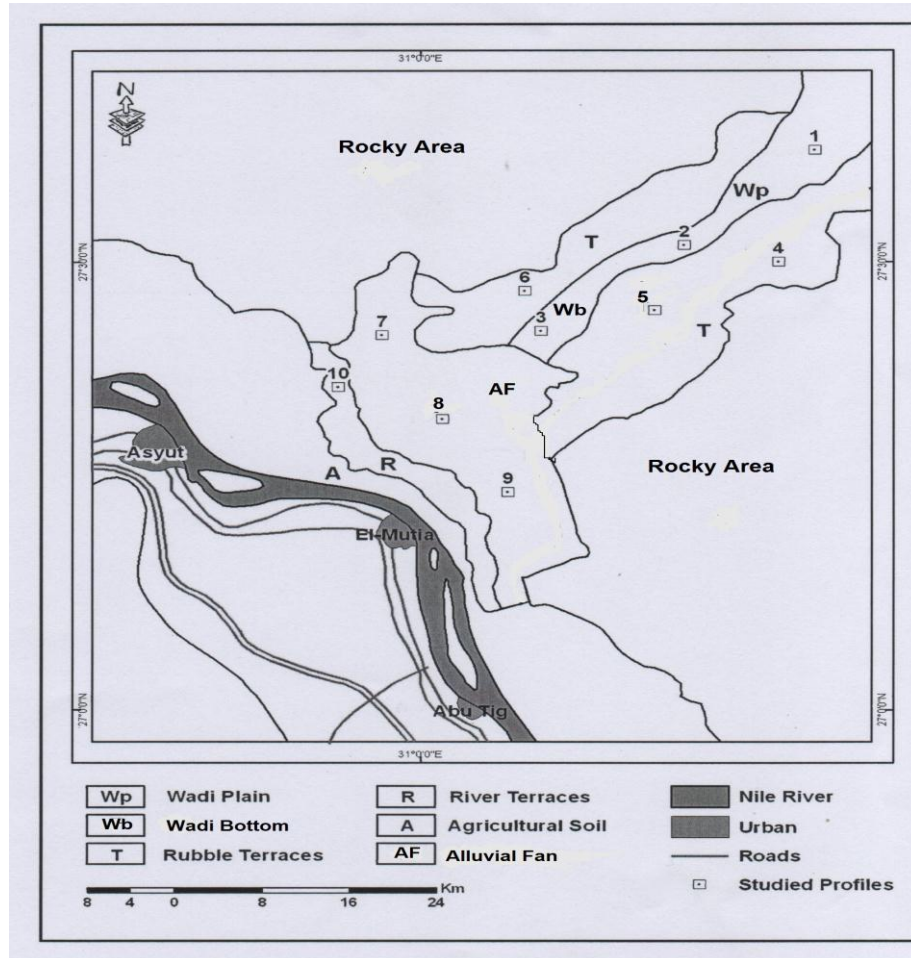 31°0'0"E
N
Rocky Area
1
Wp
2
T
4
27°30'0"N
27°30'0"N
6
Wb
5
3
7
T
10
AF
8
Asyut
A
R
Rocky Area
9
El-Mutia
Abu Tig
27°0'0"N
27°0'0"N
31°0'0"E
Wp Wadi Plain
R River Terraces
Nile River
Wb Wadi Bottom
A Agricultural Soil
Urban
T Rubble Terraces
AF Alluvial Fan
Roads
Studied Profiles
Km
8 4 0 8 16 24